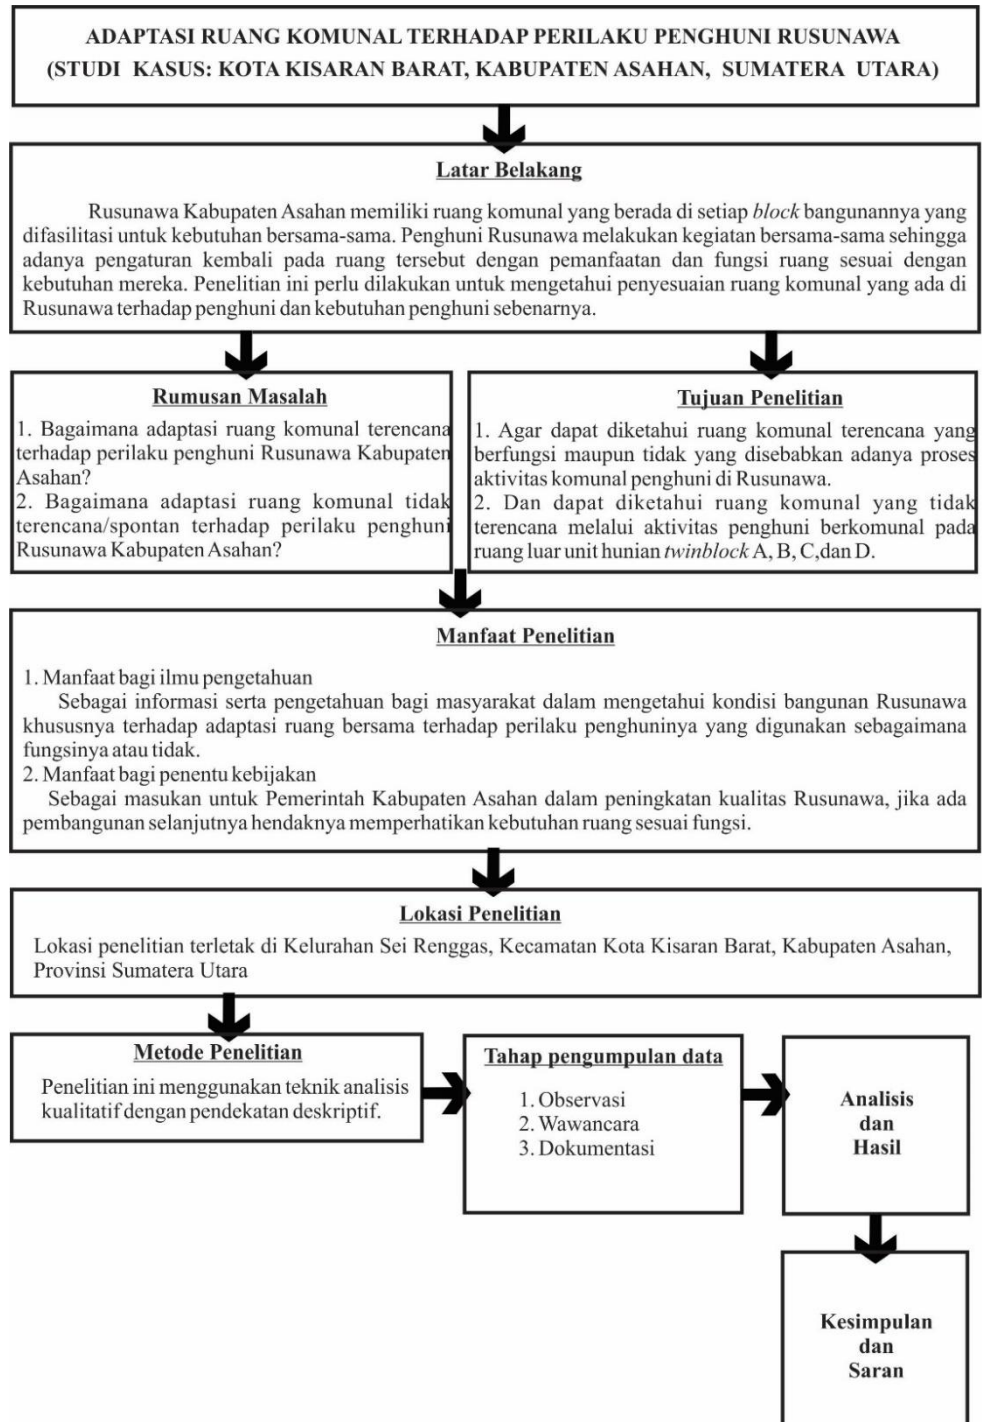 ADAPTASI RUANG KOMUNAL TERHADAP PERILAKU PENGHUNI RUSUNAWA
(STUDI KASUS: KOTA KISARAN BARAT, KABUPATEN ASAHAN, SUMATERA UTARA)
Latar Belakang
Rusunawa Kabupaten Asahan memiliki ruang komunal yang berada di setiap block bangunannya yang
difasilitasi untuk kebutuhan bersama-sama. Penghuni Rusunawa melakukan kegiatan bersama-sama sehingga
adanya pengaturan kembali pada ruang tersebut dengan pemanfaatan dan fungsi ruang sesuai dengan
kebutuhan mereka. Penelitian ini perlu dilakukan untuk mengetahui penyesuaian ruang komunal yang ada di
Rusunawa terhadap penghuni dan kebutuhan penghuni sebenarnya.
Rumusan Masalah
1. Bagaimana adaptasi ruang komunal terencana
terhadap perilaku penghuni Rusunawa Kabupaten
Asahan?
2. Bagaimana adaptasi ruang komunal tidak
terencana/spontan terhadap perilaku penghuni
Rusunawa Kabupaten Asahan?
Tujuan Penelitian
1. Agar dapat diketahui ruang komunal terencana yang
berfungsi maupun tidak yang disebabkan adanya proses
aktivitas komunal penghuni di Rusunawa.
2. Dan dapat diketahui ruang komunal yang tidak
terencana melalui aktivitas penghuni berkomunal pada
ruang luar unit hunian twinblock A, B, C,dan D.
Manfaat Penelitian
1. Manfaat bagi ilmu pengetahuan
Sebagai informasi serta pengetahuan bagi masyarakat dalam mengetahui kondisi bangunan Rusunawa
khususnya terhadap adaptasi ruang bersama terhadap perilaku penghuninya yang digunakan sebagaimana
fungsinya atau tidak.
2. Manfaat bagi penentu kebijakan
Sebagai masukan untuk Pemerintah Kabupaten Asahan dalam peningkatan kualitas Rusunawa, jika ada
pembangunan selanjutnya hendaknya memperhatikan kebutuhan ruang sesuai fungsi.
Lokasi Penelitian
Lokasi penelitian terletak di Kelurahan Sei Renggas, Kecamatan Kota Kisaran Barat, Kabupaten Asahan,
Provinsi Sumatera Utara
Metode Penelitian
Penelitian ini menggunakan teknik analisis
kualitatif dengan pendekatan deskriptif.
Tahap pengumpulan data
1. Observasi
2. Wawancara
3. Dokumentasi
Analisis
dan
Hasil
Kesimpulan
dan
Saran